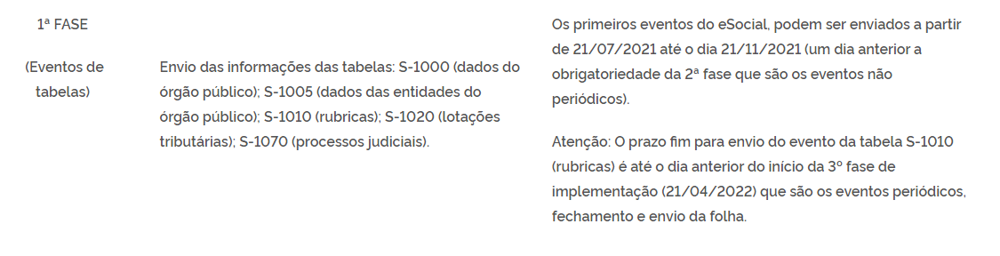 1ª FASE
(Eventos de
tabelas)
Envio das informações das tabelas: S-1000 (dados do
órgão público); S-1005 (dados das entidades do
órgão público); S-1010 (rubricas); S-1020 (lotações
tributárias); S-1070 (processos judiciais).
Os primeiros eventos do eSocial, podem ser enviados a partir
de 21/07/2021 até o dia 21/11/2021 (um dia anterior a
obrigatoriedade da 2ª fase que são os eventos não
periódicos).
Atenção: O prazo fim para envio do evento da tabela S-1010
(rubricas) é até o dia anterior do início da 3º fase de
implementação (21/04/2022) que são os eventos periódicos,
fechamento e envio da folha.